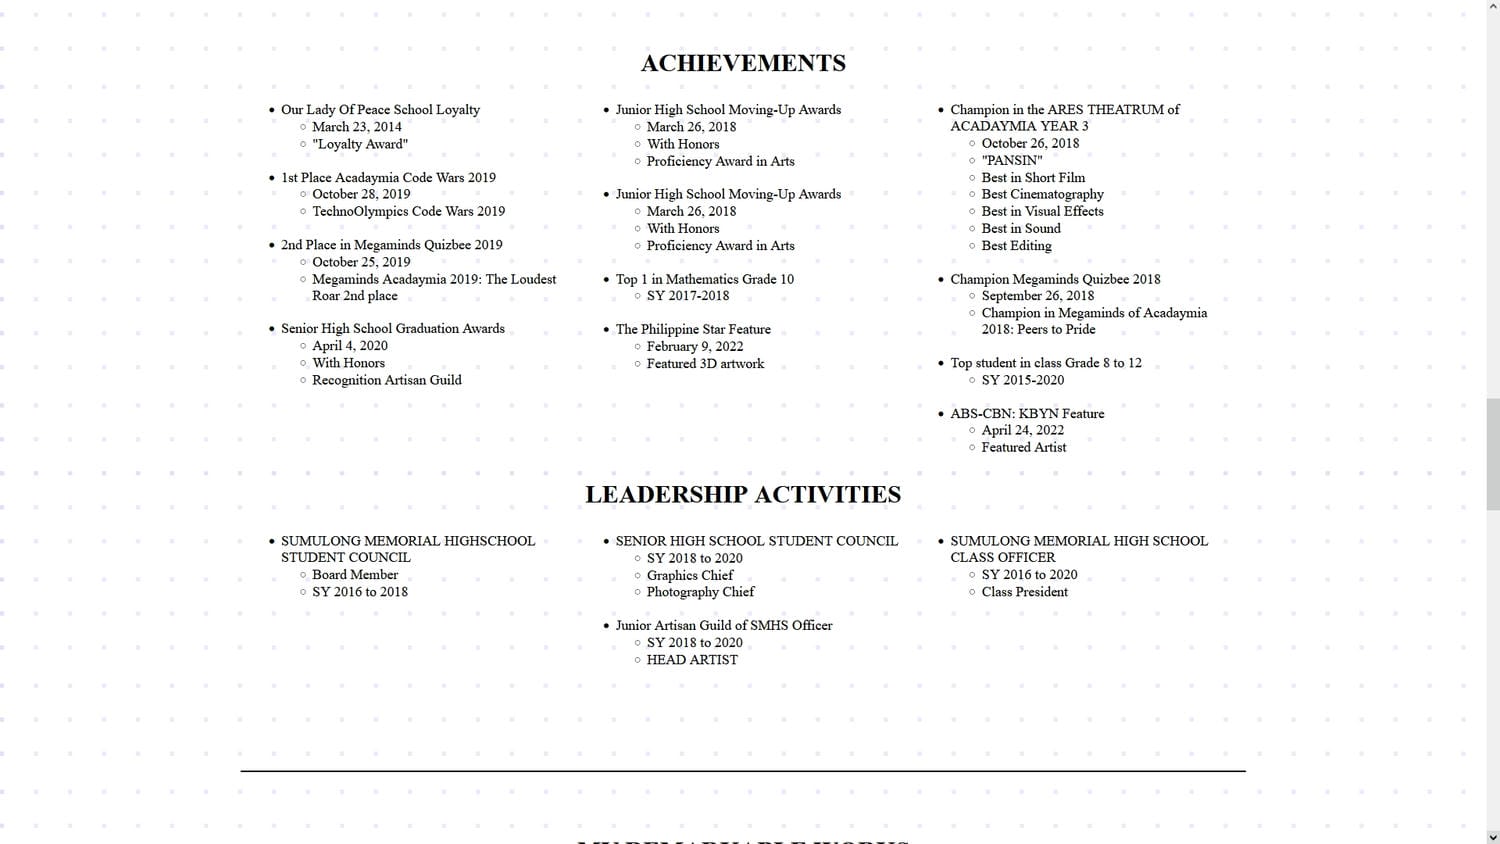 ACHIEVEMENTS
Our Lady Of Peace School Loyalty
March 23, 2014
"Loyalty Award"
1st Place Acadaymia Code Wars 2019
October 28, 2019
TechnoOlympics Code Wars 2019
2nd Place in Megaminds Quizbee 2019
October 25, 2019
Megaminds Acadaymia 2019: The Loudest
Roar 2nd place
Senior High School Graduation Awards
April 4, 2020
With Honors
Recognition Artisan Guild
Junior High School Moving-Up Awards
March 26, 2018
With Honors
Proficiency Award in Arts
Junior High School Moving-Up Awards
March 26, 2018
With Honors
Proficiency Award in Arts
Top 1 in Mathematics Grade 10
SY 2017-2018
The Philippine Star Feature
February 9, 2022
Featured 3D artwork
Champion in the ARES THEATRUM of
ACADAYMIA YEAR 3
October 26, 2018
"PANSIN"
Best in Short Film
Best Cinematography
Best in Visual Effects
Best in Sound
Best Editing
Champion Megaminds Quizbee 2018
September 26, 2018
Champion in Megaminds of Acadaymia
2018: Peers to Pride
Top student in class Grade 8 to 12
SY 2015-2020
ABS-CBN: KBYN Feature
April 24, 2022
Featured Artist
LEADERSHIP ACTIVITIES
SUMULONG MEMORIAL HIGHSCHOOL
STUDENT COUNCIL
Board Member
SY 2016 to 2018
SENIOR HIGH SCHOOL STUDENT COUNCIL
SY 2018 to 2020
Graphics Chief
Photography Chief
Junior Artisan Guild of SMHS Officer
SY 2018 to 2020
HEAD ARTIST
SUMULONG MEMORIAL HIGH SCHOOL
CLASS OFFICER
SY 2016 to 2020
Class President
MY REMARKABLE WORKS